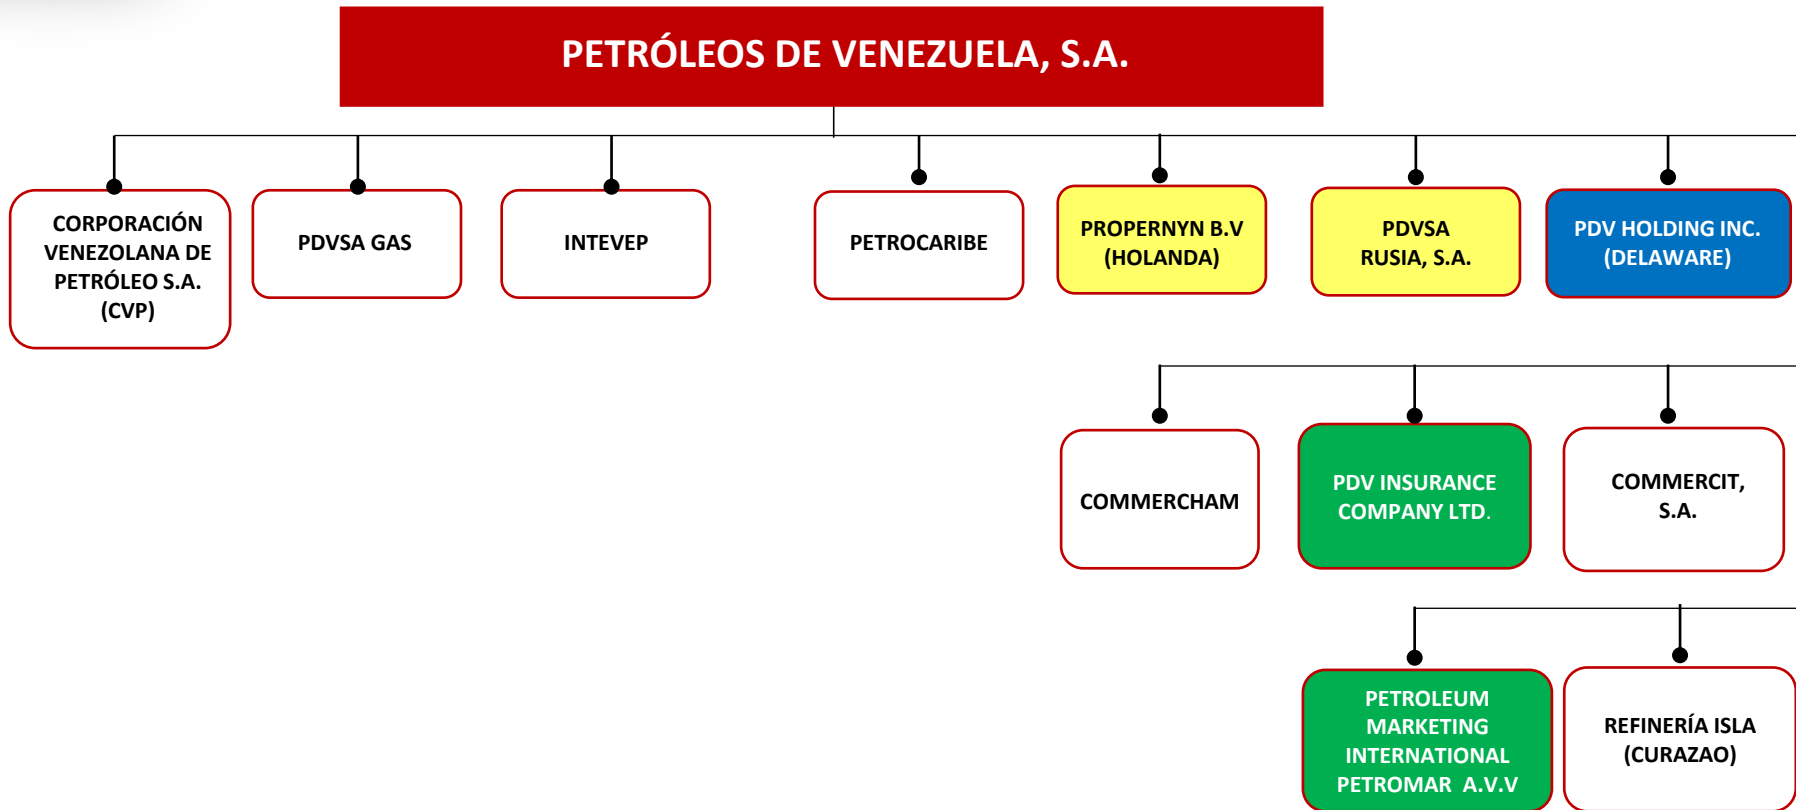 PETRÓLEOS DE VENEZUELA, S.A.
CORPORACIÓN
VENEZOLANA DE
PETRÓLEO S.A.
(CVP)
PDVSA GAS
INTEVEP
PETROCARIBE
PROPERNYN B.V
(HOLANDA)
PDVSA
RUSIA, S.A.
PDV HOLDING INC.
(DELAWARE)
COMMERCHAM
PDV INSURANCE
COMPANY LTD.
COMMERCIT,
S.A.
PETROLEUM
MARKETING
INTERNATIONAL
PETROMAR A.V.V
REFINERÍA ISLA
(CURAZAO)